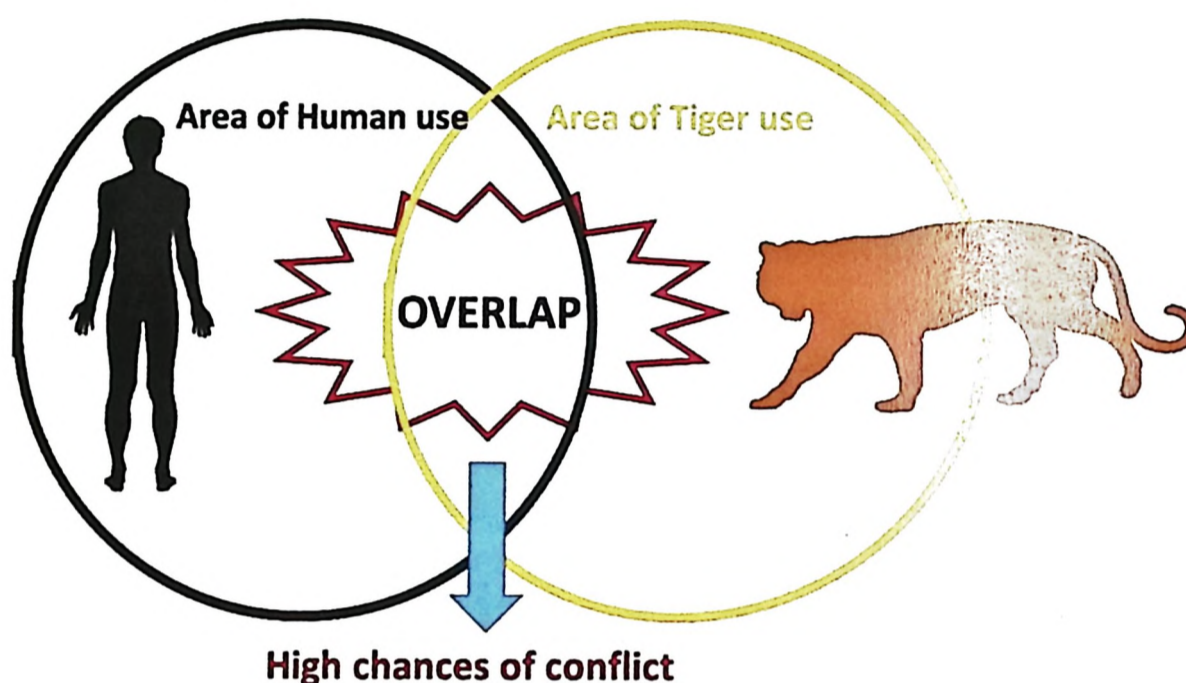 Area of Human use
Area of Tiger use
OVERLAP
High chances of conflict